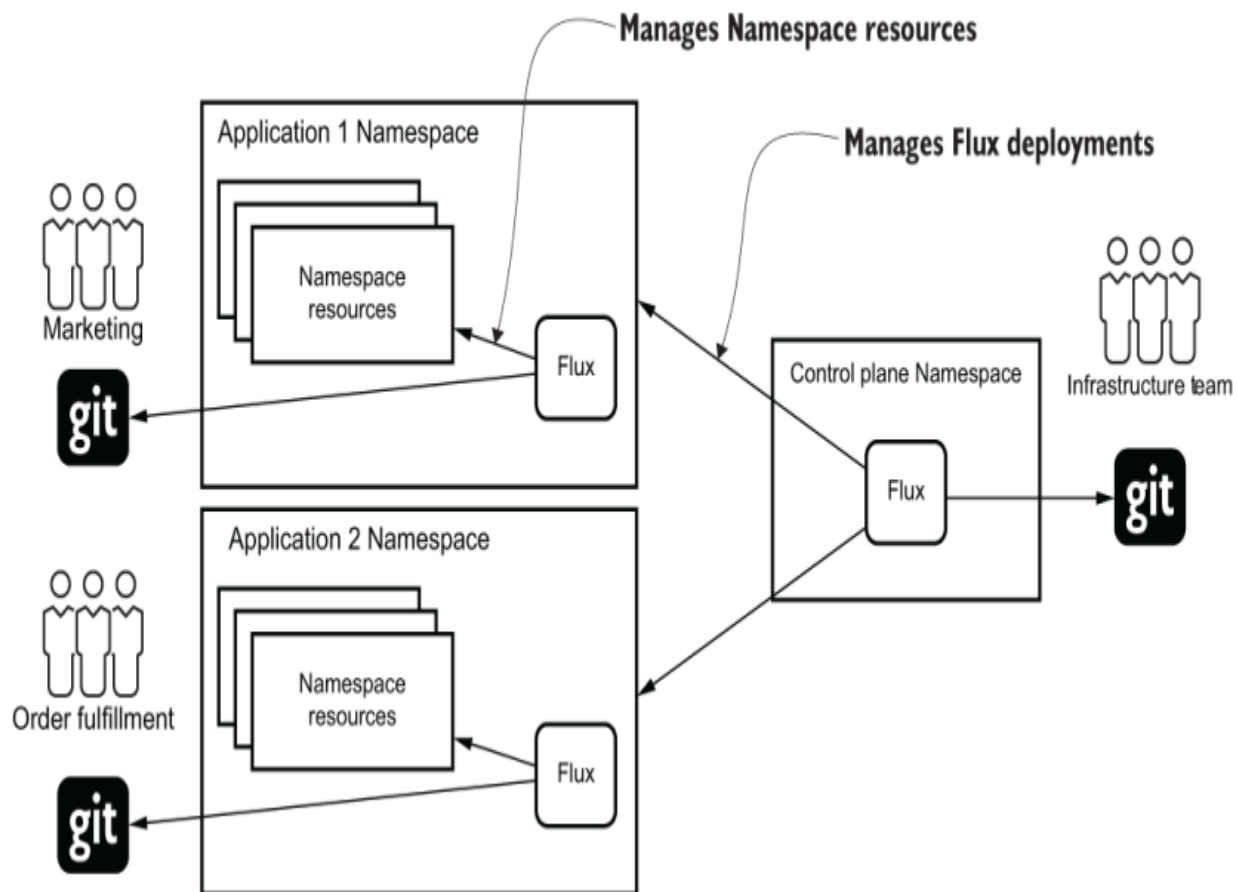 Manages Namespace resources
Application 1 Namespace
Manages Flux deployments
Namespace
resources
Marketing
Flux
git
Control plane Namespace
Infrastructure team
Flux
git
Application 2 Namespace
Namespace
resources
Order fulfillment
Flux
git